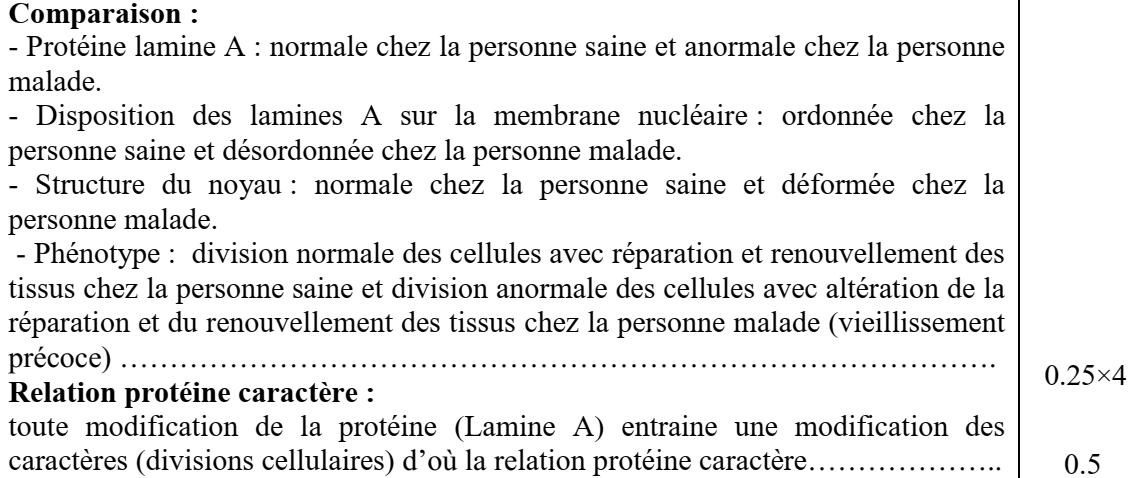 Comparaison :
- Protéine lamine A : normale chez la personne saine et anormale chez la personne
malade.
- Disposition des lamines A sur la membrane nucléaire : ordonnée chez la
personne saine et désordonnée chez la personne malade.
- Structure du noyau : normale chez la personne saine et déformée chez la
personne malade.
- Phénotype : division normale des cellules avec réparation et renouvellement des
tissus chez la personne saine et division anormale des cellules avec altération de la
réparation et du renouvellement des tissus chez la personne malade (vieillissement
précoce) …………………………………………………………………………………………. 0.25×4
Relation protéine caractère :
toute modification de la protéine (Lamine A) entraine une modification des
caractères (divisions cellulaires) d’où la relation protéine caractère……………….. 0.5